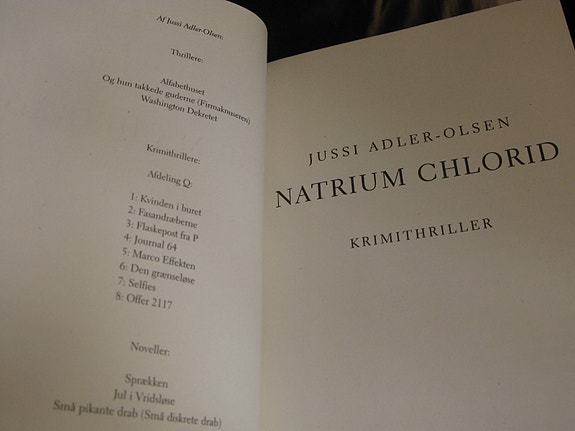 Af Jussi Adler-Olsen:
Thrillere:
Alfabethuset
Og hun takkede guderne (Firmaknuseren)
Washington Dekretet
Krimithrillere:
Afdeling Q:
1: Kvinden i buret
2: Fasandræberne
3: Flaskepost fra P
4: Journal 64
5: Marco Effekten
6: Den grænseløse
7: Selfies
8: Offer 2117
Noveller:
Sprækken
Jul i Vridsløse
Små pikante drab (Små diskrete drab)
JUSSI ADLER-OLSEN
NATRIUM CHLORID
KRIMITHRILLER